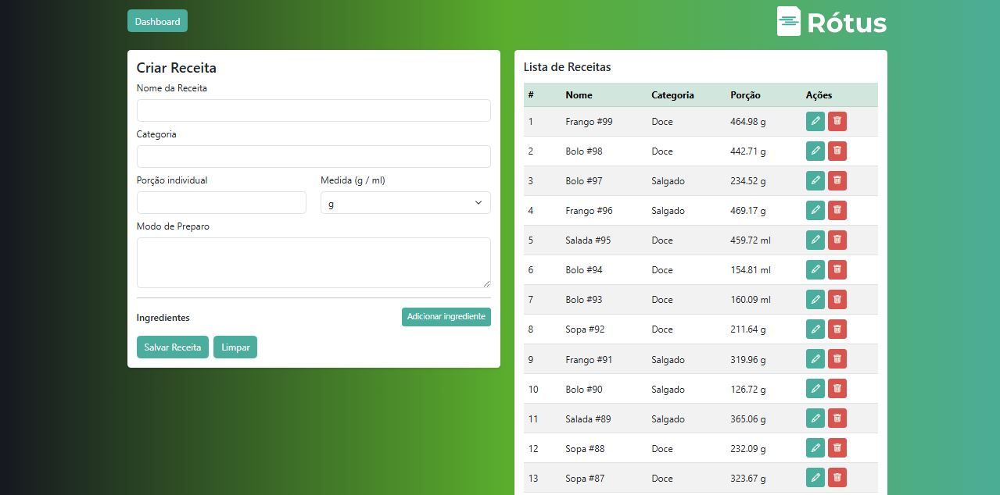 Dashboard
Rótus
Criar Receita
Nome da Receita
Categoria
Porção individual Medida (g / ml)
g
Modo de Preparo
Ingredientes Adicionar ingrediente
Salvar Receita Limpar
Lista de Receitas
# Nome Categoria Porção Ações
1 Frango #99 Doce 464.98 g
2 Bolo #98 Doce 442.71 g
3 Bolo #97 Salgado 234.52 g
4 Frango #96 Salgado 469.17 g
5 Salada #95 Doce 459.72 ml
6 Bolo #94 Doce 154.81 ml
7 Bolo #93 Doce 160.09 ml
8 Sopa #92 Doce 211.64 g
9 Frango #91 Salgado 319.96 g
10 Bolo #90 Salgado 126.72 g
11 Salada #89 Salgado 365.06 g
12 Sopa #88 Doce 232.09 g
13 Sopa #87 Doce 323.67 g